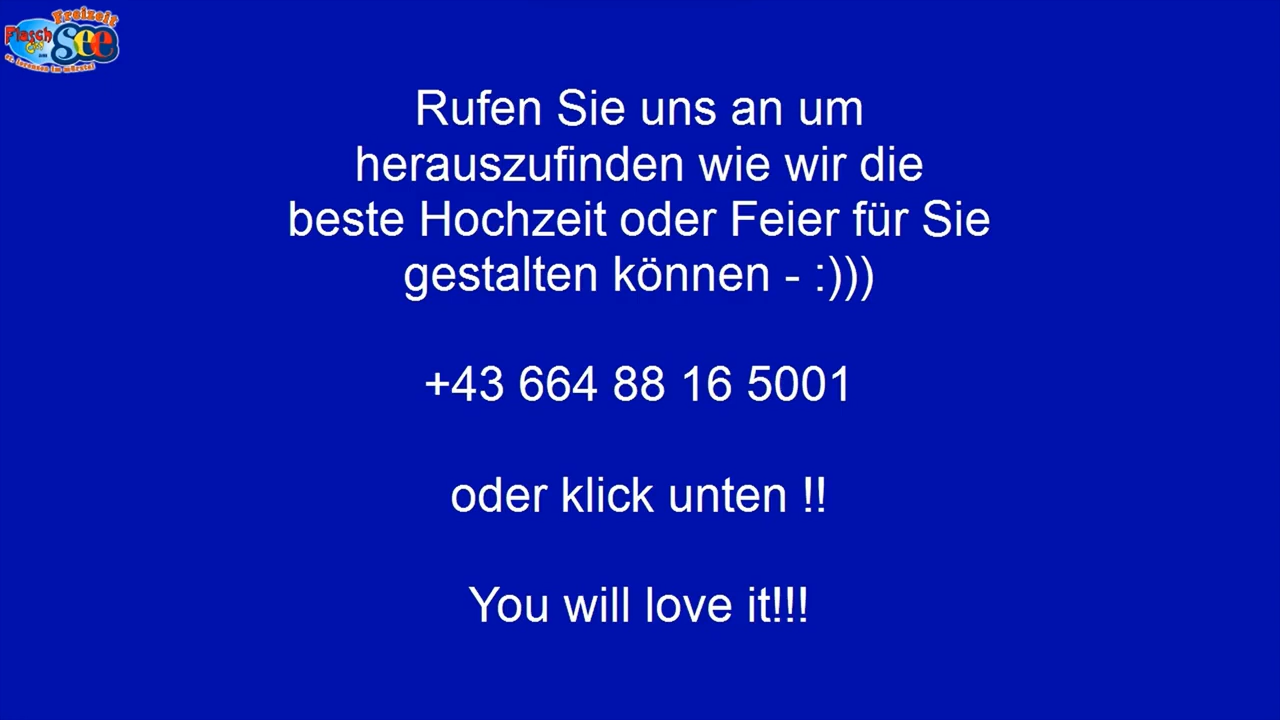 Freizeit
See
Rufen Sie uns an um
herauszufinden wie wir die
beste Hochzeit oder Feier für Sie
gestalten können - :)))
+43 664 88 16 5001
oder klick unten !!
You will love it!!!